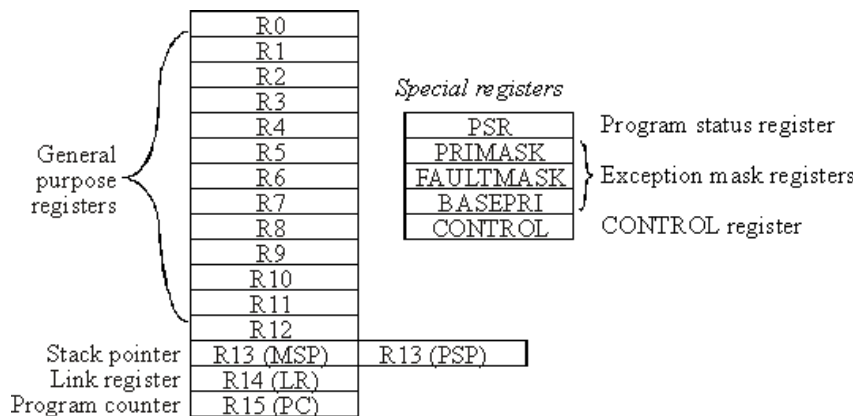 R0
R1
R2
R3
R4
R5
R6
R7
R8
R9
R10
R11
R12
General
purpose
registers
Stack pointer R13 (MSP) R13 (PSP)
Link register R14 (LR)
Program counter R15 (PC)
Special registers
PSR Program status register
PRIMASK
FAULTMASK Exception mask registers
BASEPRI
CONTROL CONTROL register